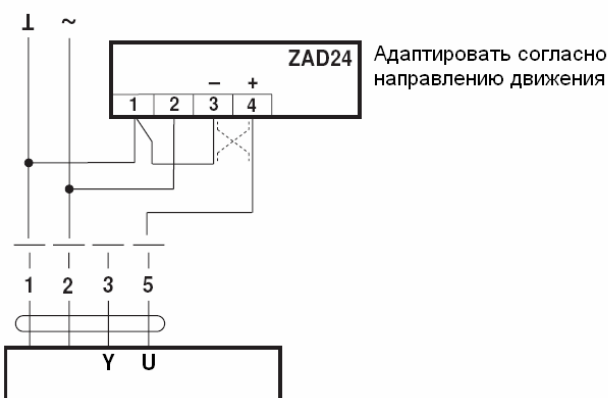 ⊥ ~
ZAD24
Адаптировать согласно
направлению движения
– +
1 2 3 4
1 2 3 5
Y U